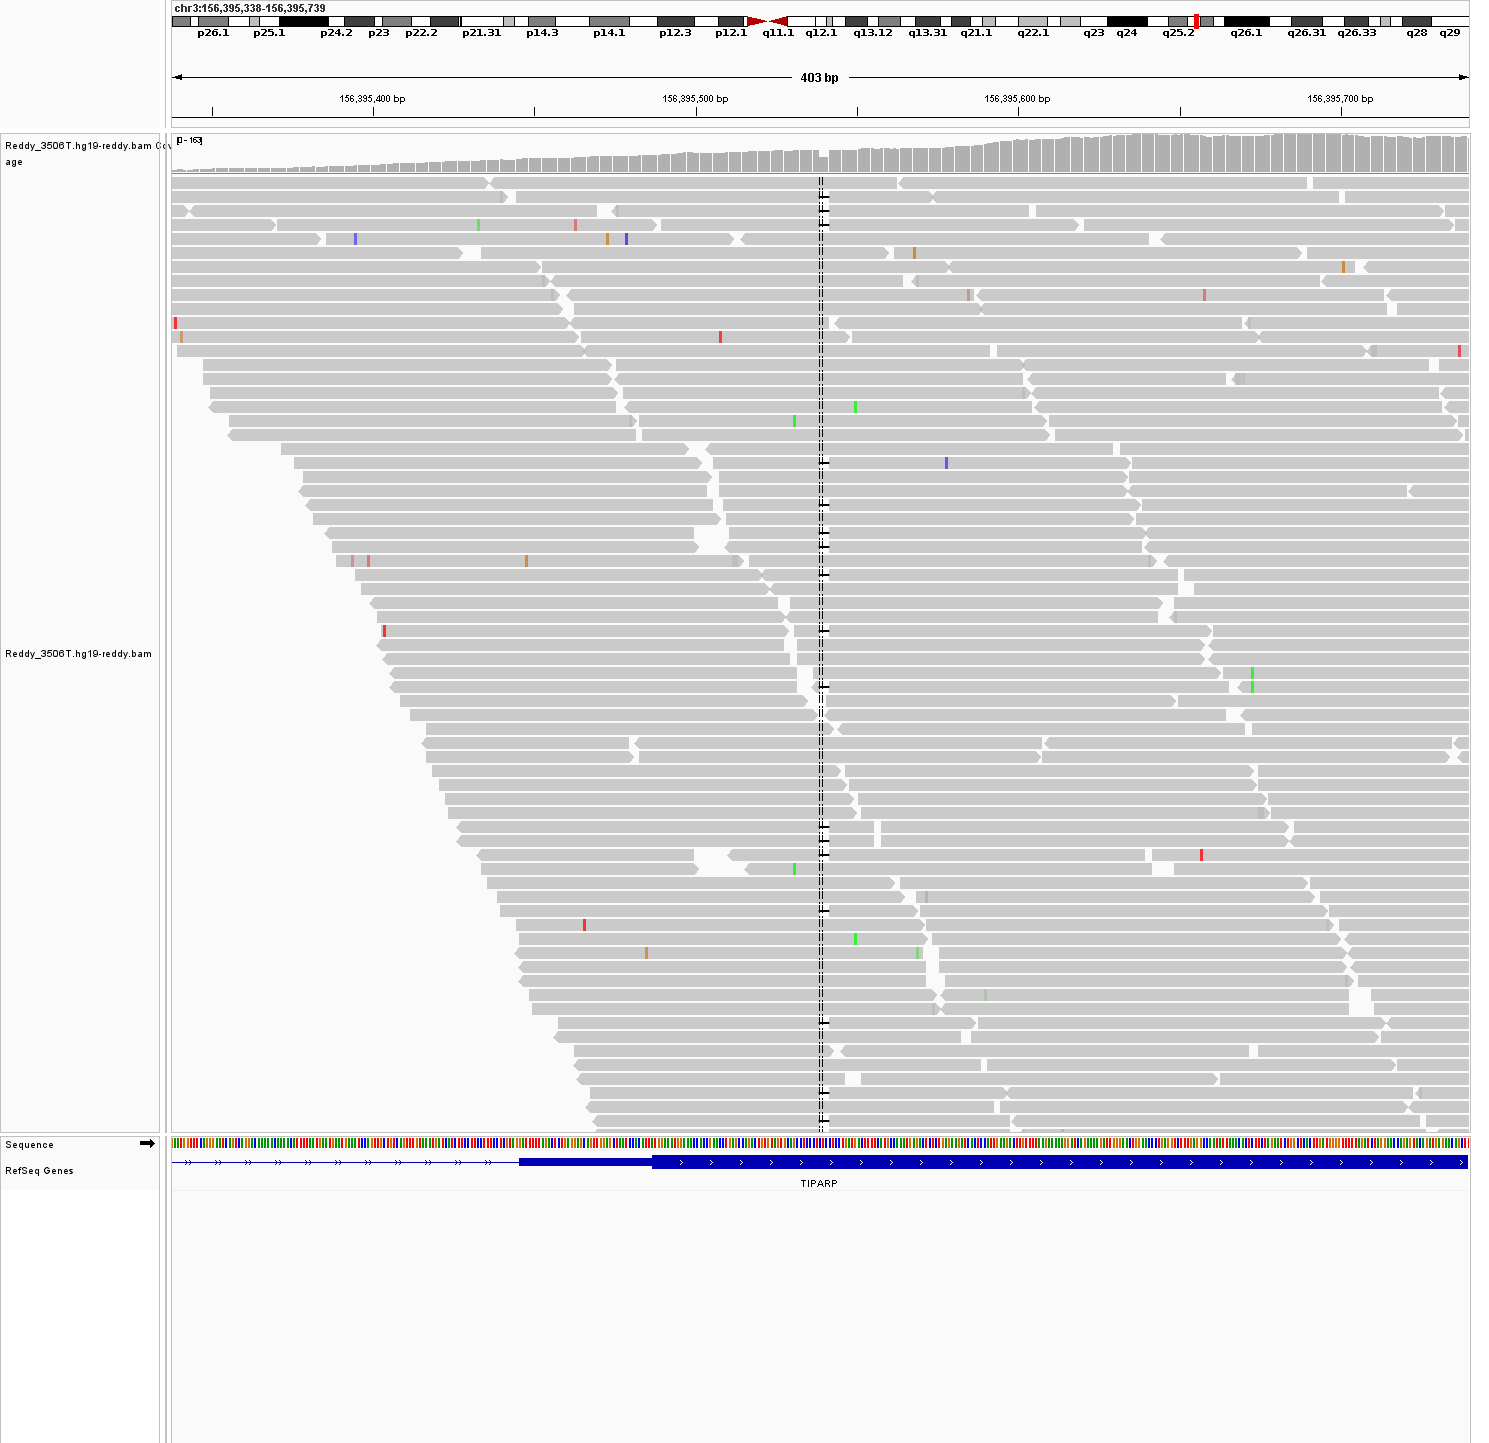 chr3:156,395,338-156,395,739
p26.1 p25.1 p24.2 p23 p22.2 p21.31 p14.3 p14.1 p12.3 p12.1 q11.1 q12.1 q13.12 q13.31 q21.1 q22.1 q23 q24 q25.2 q26.1 q26.31 q26.33 q28 q29
403 bp
156,395,400 bp 156,395,500 bp 156,395,600 bp 156,395,700 bp
Reddy_3506T.hg19-reddy.bam Cov
age
[0 - 163]
Reddy_3506T.hg19-reddy.bam
Sequence
RefSeq Genes
TIPARP